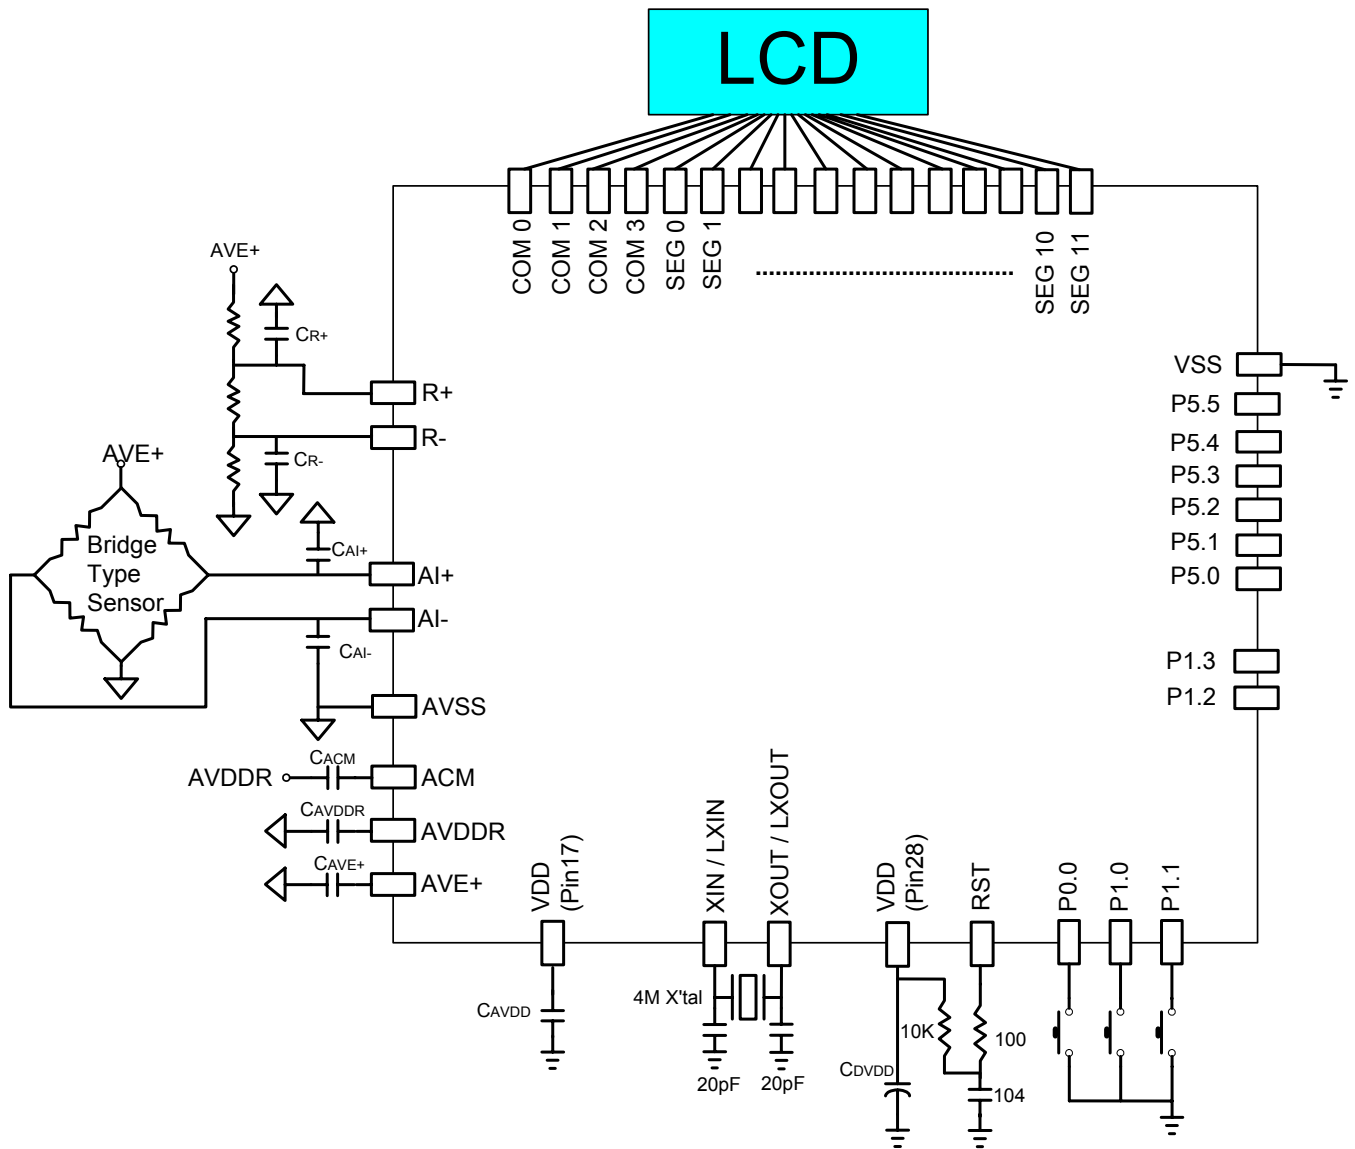 LCD
COM 0
COM 1
COM 2
COM 3
SEG 0
SEG 1
SEG 10
SEG 11
AVE+
CR+
R+
R-
CR-
AVE+
Bridge
Type
Sensor
CAI+
AI+
AI-
CAI-
AVSS
AVDDR
CACM
ACM
CAVDDR
AVDDR
CAVE+
AVE+
VSS
P5.5
P5.4
P5.3
P5.2
P5.1
P5.0
P1.3
P1.2
VDD
(Pin17)
XIN / LXIN
XOUT / LXOUT
VDD
(Pin28)
RST
P0.0
P1.0
P1.1
CAVDD
4M X'tal
20pF
20pF
10K
100
CDVDD
104